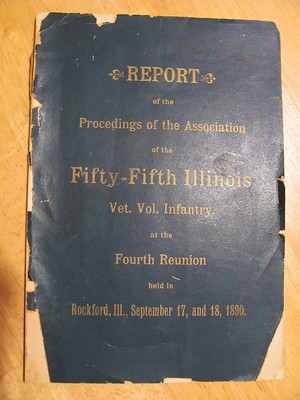 REPORT
of the
Procedings of the Association
of the
Fifty-Fifth Illinois
Vet. Vol. Infantry,
at the
Fourth Reunion
held in
Rockford, Ill., September 17, and 18, 1890.